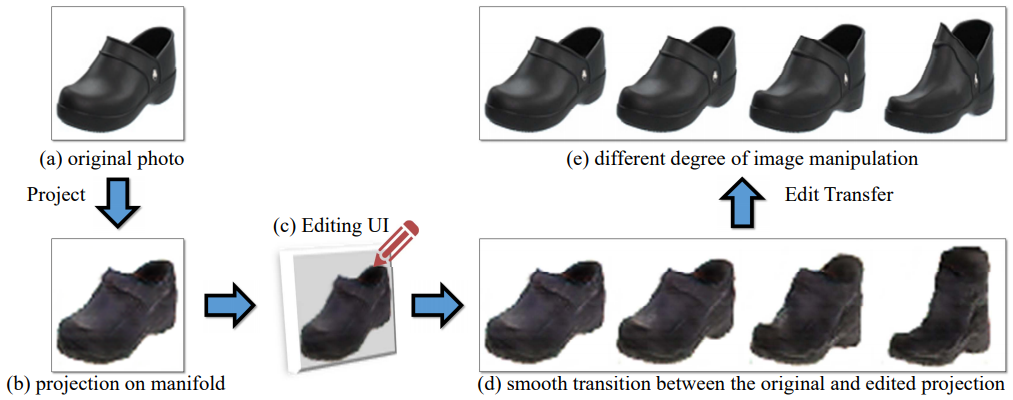 (a) original photo
(e) different degree of image manipulation
Project
Edit Transfer
(c) Editing UI
(b) projection on manifold
(d) smooth transition between the original and edited projection